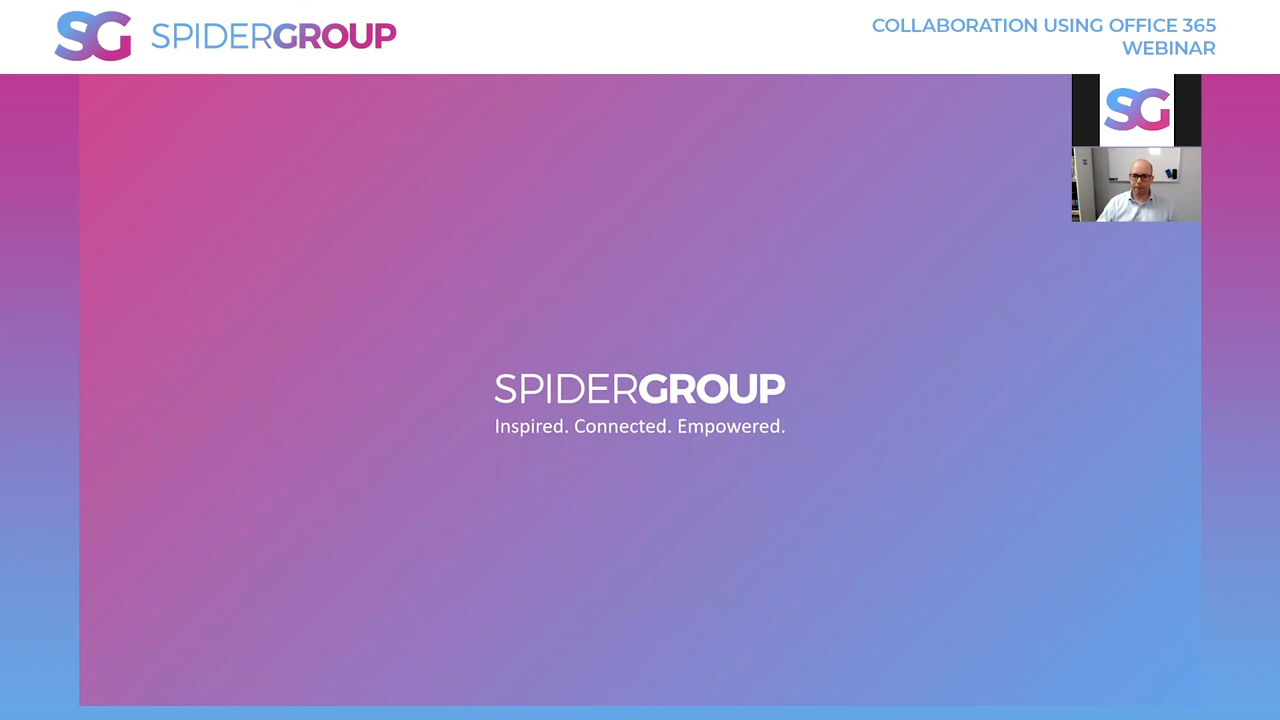 SG SPIDERGROUP
COLLABORATION USING OFFICE 365
WEBINAR
SG
SPIDERGROUP
Inspired. Connected. Empowered.